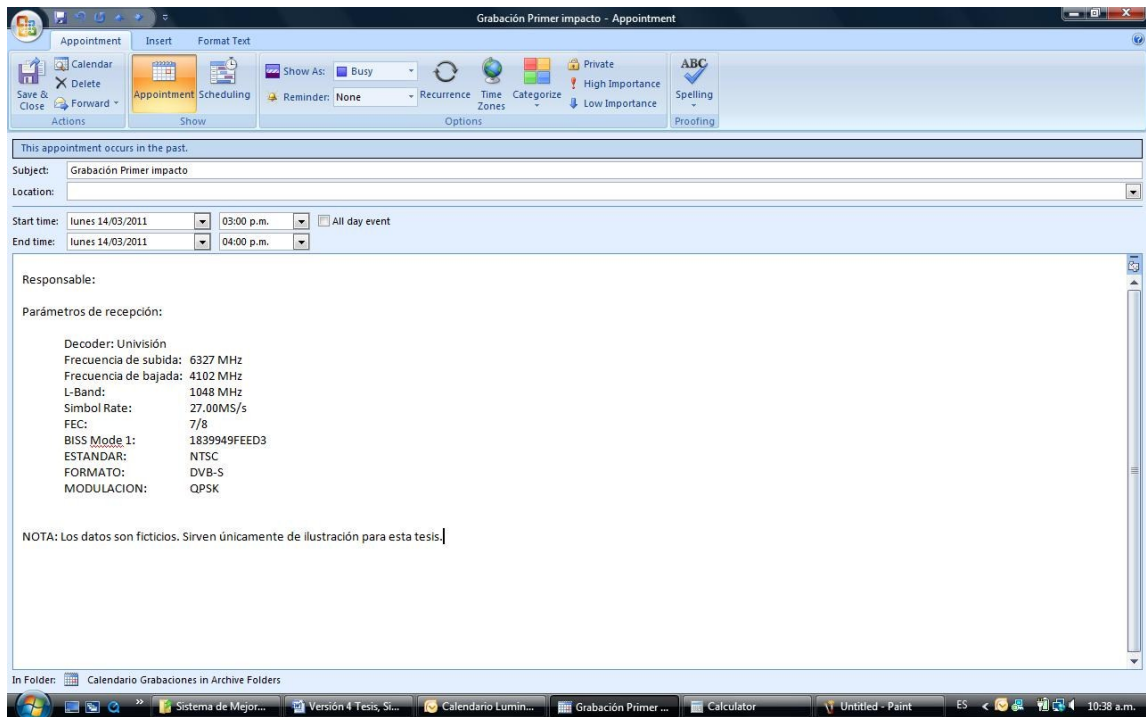 Grabación Primer impacto - Appointment
Appointment Insert Format Text
Save & Close
Calendar
Delete
Forward
Actions
Appointment
Scheduling
Show
Show As: Busy
Reminder: None
Recurrence
Time Zones
Categorize
Private
High Importance
Low Importance
Options
ABC
Spelling
Proofing
This appointment occurs in the past.
Subject: Grabación Primer impacto
Location:
Start time: lunes 14/03/2011 03:00 p.m. All day event
End time: lunes 14/03/2011 04:00 p.m.
Responsable:
Parámetros de recepción:
Decoder: Univisión
Frecuencia de subida: 6327 MHz
Frecuencia de bajada: 4102 MHz
L-Band: 1048 MHz
Simbol Rate: 27.00MS/s
FEC: 7/8
BISS Mode 1: 1839949FEED3
ESTANDAR: NTSC
FORMATO: DVB-S
MODULACION: QPSK
NOTA: Los datos son ficticios. Sirven únicamente de ilustración para esta tesis.
In Folder: Calendario Grabaciones in Archive Folders
Sistema de Mejor... Versión 4 Tesis, Si... Calendario Lumin... Grabación Primer ... Calculator Untitled - Paint ES 10:38 a.m.